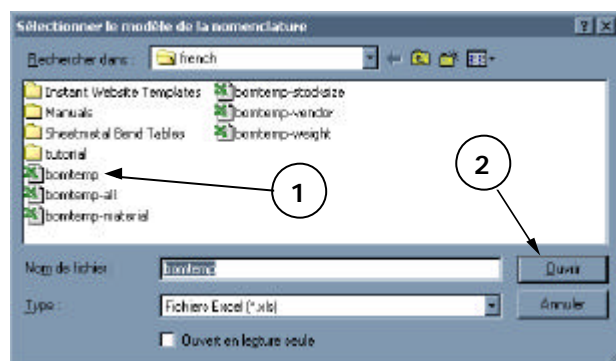 Sélectionner le modèle de la nomenclature
Rechercher dans : french
Instant Website Templates
Manuals
Sheetmetal Bend Tables
tutorial
bomtemp
bomtemp-all
bomtemp-material
bomtemp-stocksize
bomtemp-vendor
bomtemp-weight
1
2
Nom de fichier bomtemp Ouvrir
Type : Fichiers Excel (*.xls) Annuler
Ouvert en lecture seule